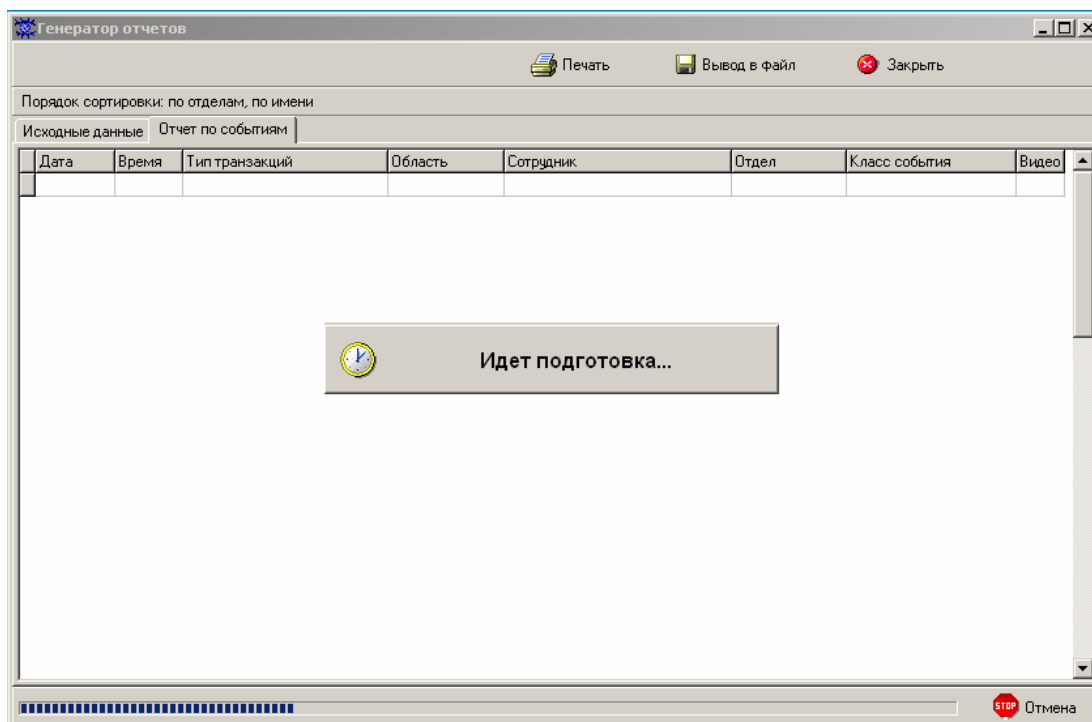 Генератор отчетов
Печать Вывод в файл Закрыть
Порядок сортировки: по отделам, по имени
Исходные данные Отчет по событиям
Дата Время Тип транзакций Область Сотрудник Отдел Класс события Видео
Идет подготовка...
STOP Отмена